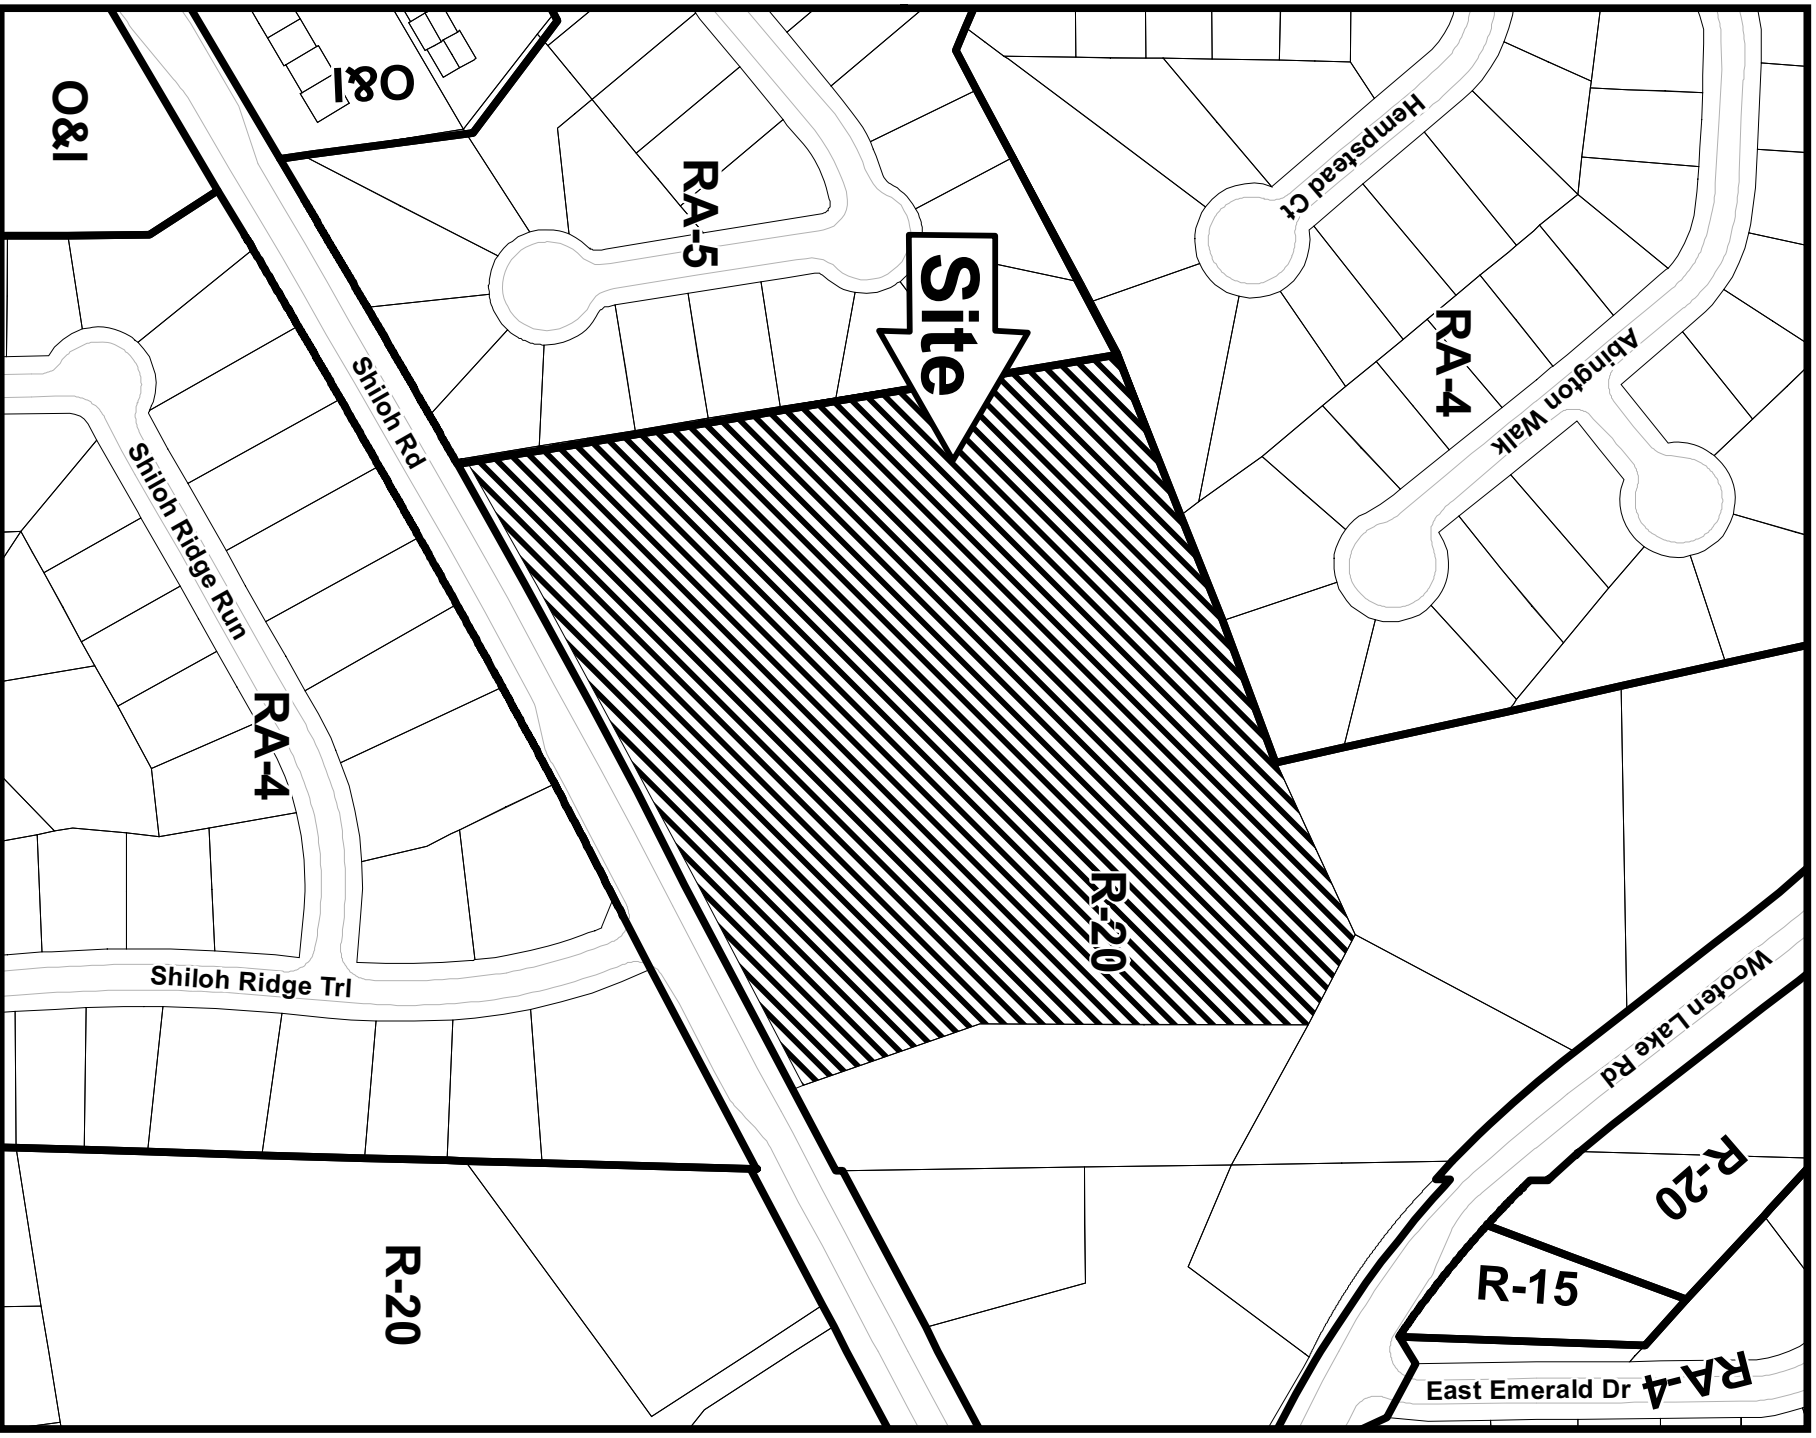 O&I
O&I
RA-5
Hempstead Ct
Site
RA-4
Abington Walk
Shiloh Rd
Shiloh Ridge Run
RA-4
R-20
Shiloh Ridge Trl
Wooten Lake Rd
R-20
R-15
R-20
East Emerald Dr
RA-4